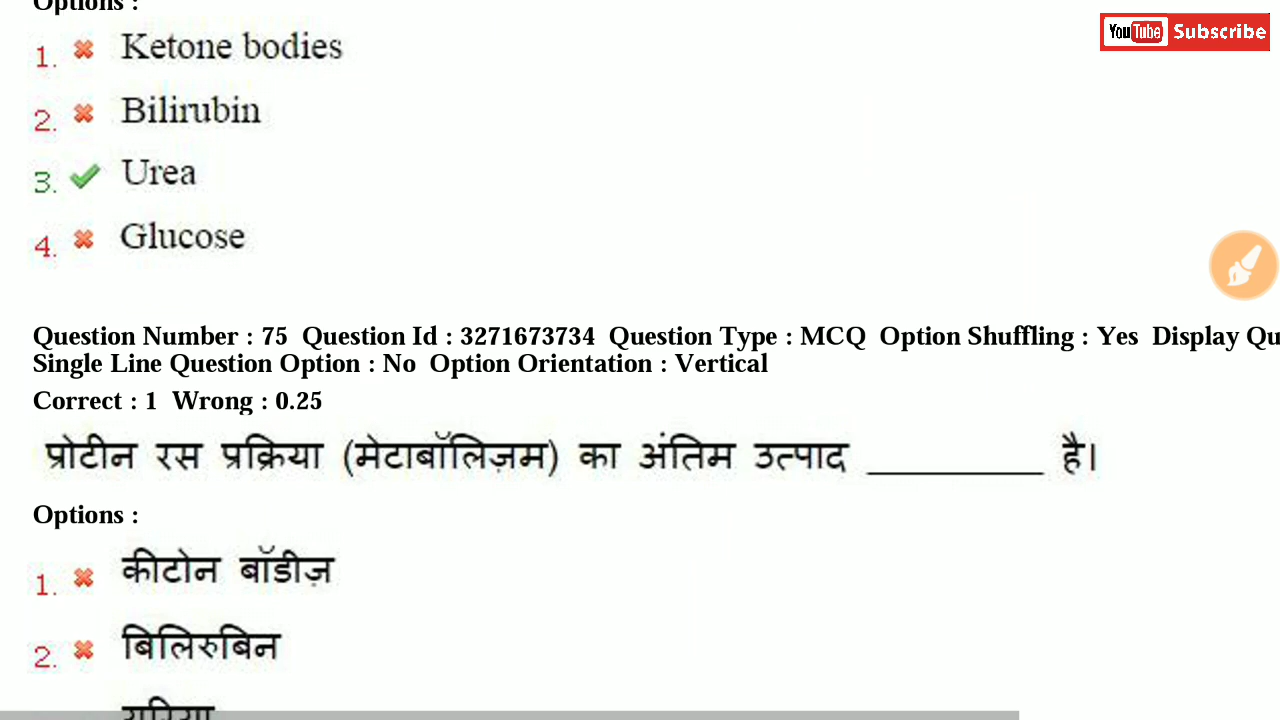 Options :
1. Ketone bodies
2. Bilirubin
3. Urea
4. Glucose
YouTube Subscribe
Question Number : 75 Question Id : 3271673734 Question Type : MCQ Option Shuffling : Yes Display Qu
Single Line Question Option : No Option Orientation : Vertical
Correct : 1 Wrong : 0.25
प्रोटीन रस प्रक्रिया (मेटाबॉलिज़म) का अंतिम उत्पाद __________ है।
Options :
1. कीटोन बॉडीज़
2. बिलिरुबिन